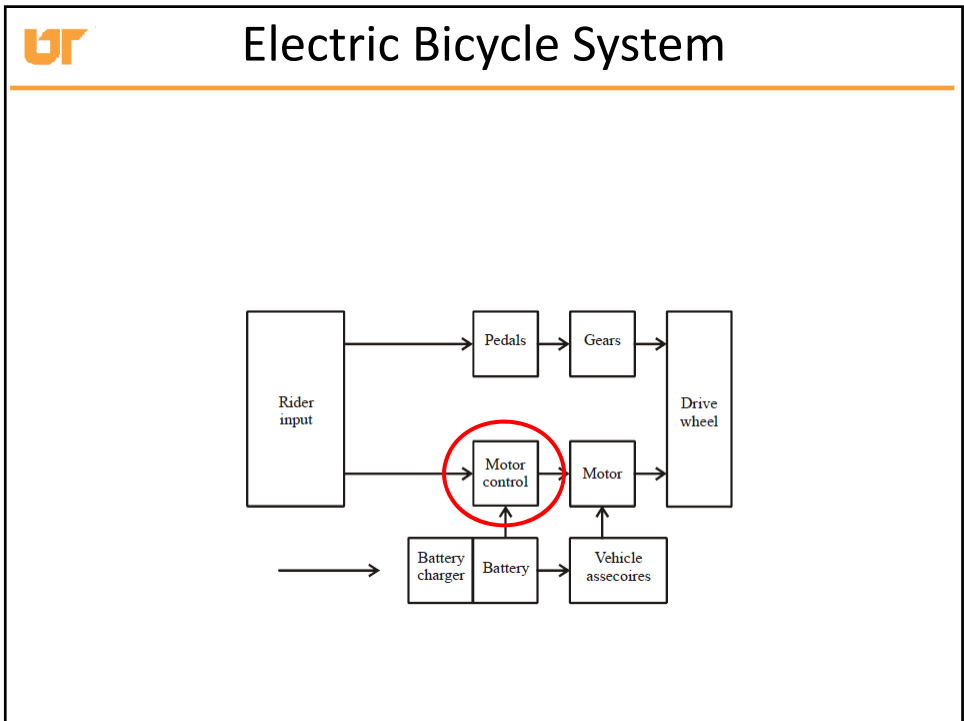 UT
Electric Bicycle System
Pedals
Gears
Rider
input
Drive
wheel
Motor
control
Motor
Battery
charger
Battery
Vehicle
assecoires